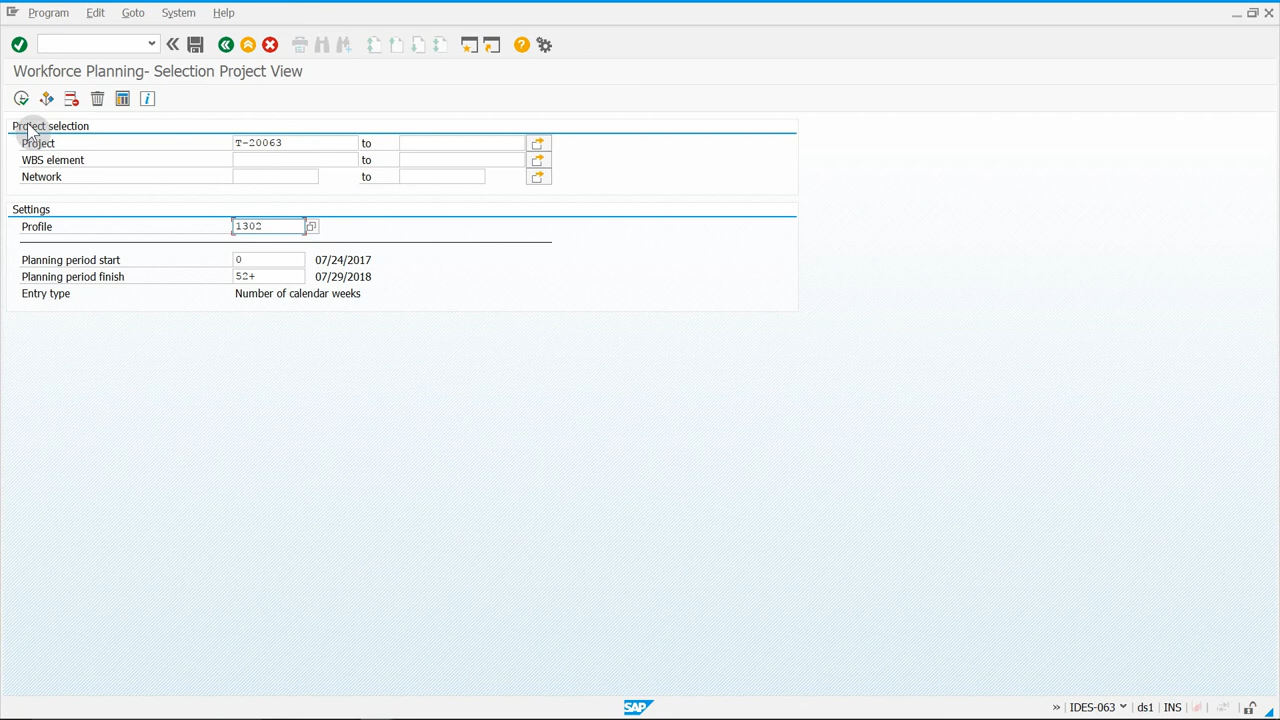 Program Edit Goto System Help
Workforce Planning- Selection Project View
Project selection
Project T-20063 to
WBS element to
Network to
Settings
Profile 1302
Planning period start 0 07/24/2017
Planning period finish 52+ 07/29/2018
Entry type Number of calendar weeks
SAP » IDES-063 ds1 INS